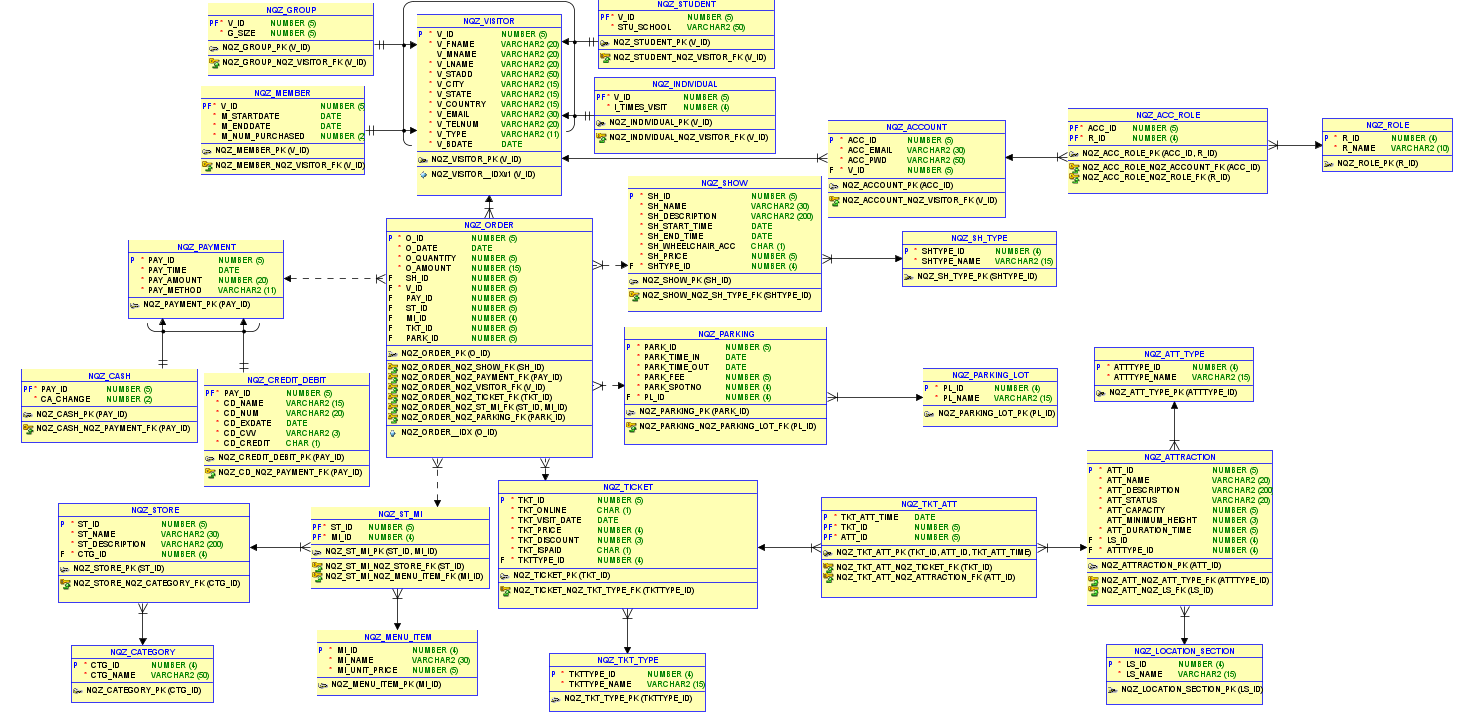 NQZ_GROUP
PF* V_ID NUMBER (5)
* G_SIZE NUMBER (5)
NQZ_GROUP_PK (V_ID)
NQZ_GROUP_NQZ_VISITOR_FK (V_ID)
NQZ_MEMBER
PF* V_ID NUMBER (5
* M_STARTDATE DATE
* M_ENDDATE DATE
* M_NUM_PURCHASED NUMBER (2
NQZ_MEMBER_PK (V_ID)
NQZ_MEMBER_NQZ_VISITOR_FK (V_ID)
NQZ_VISITOR
P * V_ID NUMBER (5)
* V_FNAME VARCHAR2 (20)
V_MNAME VARCHAR2 (20)
* V_LNAME VARCHAR2 (20)
* V_STADD VARCHAR2 (50)
* V_CITY VARCHAR2 (15)
* V_STATE VARCHAR2 (15)
* V_COUNTRY VARCHAR2 (15)
* V_EMAIL VARCHAR2 (30)
* V_TELNUM VARCHAR2 (20)
* V_TYPE VARCHAR2 (11)
* V_BDATE DATE
NQZ_VISITOR_PK (V_ID)
NQZ_VISITOR__IDXv1 (V_ID)
NQZ_STUDENT
PF* V_ID NUMBER (5)
* STU_SCHOOL VARCHAR2 (50)
NQZ_STUDENT_PK (V_ID)
NQZ_STUDENT_NQZ_VISITOR_FK (V_ID)
NQZ_INDIVIDUAL
PF* V_ID NUMBER (5)
* I_TIMES_VISIT NUMBER (4)
NQZ_INDIVIDUAL_PK (V_ID)
NQZ_INDIVIDUAL_NQZ_VISITOR_FK (V_ID)
NQZ_ACCOUNT
P * ACC_ID NUMBER (5)
* ACC_EMAIL VARCHAR2 (30)
* ACC_PWD VARCHAR2 (50)
F * V_ID NUMBER (5)
NQZ_ACCOUNT_PK (ACC_ID)
NQZ_ACCOUNT_NQZ_VISITOR_FK (V_ID)
NQZ_ACC_ROLE
PF* ACC_ID NUMBER (5)
PF* R_ID NUMBER (4)
NQZ_ACC_ROLE_PK (ACC_ID, R_ID)
NQZ_ACC_ROLE_NQZ_ACCOUNT_FK (ACC_ID)
NQZ_ACC_ROLE_NQZ_ROLE_FK (R_ID)
NQZ_ROLE
P * R_ID NUMBER (4)
* R_NAME VARCHAR2 (10)
NQZ_ROLE_PK (R_ID)
NQZ_SHOW
P * SH_ID NUMBER (5)
* SH_NAME VARCHAR2 (30)
* SH_DESCRIPTION VARCHAR2 (200)
* SH_START_TIME DATE
* SH_END_TIME DATE
* SH_WHEELCHAIR_ACC CHAR (1)
* SH_PRICE NUMBER (5)
F * SHTYPE_ID NUMBER (4)
NQZ_SHOW_PK (SH_ID)
NQZ_SHOW_NQZ_SH_TYPE_FK (SHTYPE_ID)
NQZ_SH_TYPE
P * SHTYPE_ID NUMBER (4)
* SHTYPE_NAME VARCHAR2 (15)
NQZ_SH_TYPE_PK (SHTYPE_ID)
NQZ_PAYMENT
P * PAY_ID NUMBER (5)
* PAY_TIME DATE
* PAY_AMOUNT NUMBER (20)
* PAY_METHOD VARCHAR2 (11)
NQZ_PAYMENT_PK (PAY_ID)
NQZ_ORDER
P * O_ID NUMBER (5)
* O_DATE DATE
* O_QUANTITY NUMBER (5)
* O_AMOUNT NUMBER (15)
F SH_ID NUMBER (5)
F * V_ID NUMBER (5)
F PAY_ID NUMBER (5)
F ST_ID NUMBER (5)
F MI_ID NUMBER (4)
F TKT_ID NUMBER (5)
F PARK_ID NUMBER (5)
NQZ_ORDER_PK (O_ID)
NQZ_ORDER_NQZ_SHOW_FK (SH_ID)
NQZ_ORDER_NQZ_PAYMENT_FK (PAY_ID)
NQZ_ORDER_NQZ_VISITOR_FK (V_ID)
NQZ_ORDER_NQZ_TICKET_FK (TKT_ID)
NQZ_ORDER_NQZ_ST_MI_FK (ST_ID, MI_ID)
NQZ_ORDER_NQZ_PARKING_FK (PARK_ID)
NQZ_ORDER__IDX (O_ID)
NQZ_PARKING
P * PARK_ID NUMBER (5)
* PARK_TIME_IN DATE
* PARK_TIME_OUT DATE
* PARK_FEE NUMBER (5)
* PARK_SPOTNO NUMBER (4)
F * PL_ID NUMBER (4)
NQZ_PARKING_PK (PARK_ID)
NQZ_PARKING_NQZ_PARKING_LOT_FK (PL_ID)
NQZ_PARKING_LOT
P * PL_ID NUMBER (4)
* PL_NAME VARCHAR2 (15)
NQZ_PARKING_LOT_PK (PL_ID)
NQZ_ATT_TYPE
P * ATTTYPE_ID NUMBER (4)
* ATTTYPE_NAME VARCHAR2 (15)
NQZ_ATT_TYPE_PK (ATTTYPE_ID)
NQZ_CASH
PF* PAY_ID NUMBER (5)
* CA_CHANGE NUMBER (2)
NQZ_CASH_PK (PAY_ID)
NQZ_CASH_NQZ_PAYMENT_FK (PAY_ID)
NQZ_CREDIT_DEBIT
PF* PAY_ID NUMBER (5)
* CD_NAME VARCHAR2 (15)
* CD_NUM VARCHAR2 (20)
* CD_EXDATE DATE
* CD_CVV VARCHAR2 (3)
* CD_CREDIT CHAR (1)
NQZ_CREDIT_DEBIT_PK (PAY_ID)
NQZ_CD_NQZ_PAYMENT_FK (PAY_ID)
NQZ_STORE
P * ST_ID NUMBER (5)
* ST_NAME VARCHAR2 (30)
* ST_DESCRIPTION VARCHAR2 (200)
F * CTG_ID NUMBER (4)
NQZ_STORE_PK (ST_ID)
NQZ_STORE_NQZ_CATEGORY_FK (CTG_ID)
NQZ_ST_MI
PF* ST_ID NUMBER (5)
PF* MI_ID NUMBER (4)
NQZ_ST_MI_PK (ST_ID, MI_ID)
NQZ_ST_MI_NQZ_STORE_FK (ST_ID)
NQZ_ST_MI_NQZ_MENU_ITEM_FK (MI_ID)
NQZ_TICKET
P * TKT_ID NUMBER (5)
* TKT_ONLINE CHAR (1)
* TKT_VISIT_DATE DATE
* TKT_PRICE NUMBER (4)
* TKT_DISCOUNT NUMBER (3)
* TKT_ISPAID CHAR (1)
F * TKTTYPE_ID NUMBER (4)
NQZ_TICKET_PK (TKT_ID)
NQZ_TICKET_NQZ_TKT_TYPE_FK (TKTTYPE_ID)
NQZ_TKT_ATT
P * TKT_ATT_TIME DATE
PF* TKT_ID NUMBER (5)
PF* ATT_ID NUMBER (5)
NQZ_TKT_ATT_PK (TKT_ID, ATT_ID, TKT_ATT_TIME)
NQZ_TKT_ATT_NQZ_TICKET_FK (TKT_ID)
NQZ_TKT_ATT_NQZ_ATTRACTION_FK (ATT_ID)
NQZ_ATTRACTION
P * ATT_ID NUMBER (5)
* ATT_NAME VARCHAR2 (20)
* ATT_DESCRIPTION VARCHAR2 (200
* ATT_STATUS VARCHAR2 (20)
* ATT_CAPACITY NUMBER (5)
* ATT_MINIMUM_HEIGHT NUMBER (3)
* ATT_DURATION_TIME NUMBER (5)
F * LS_ID NUMBER (4)
F * ATTTYPE_ID NUMBER (4)
NQZ_ATTRACTION_PK (ATT_ID)
NQZ_ATT_NQZ_ATT_TYPE_FK (ATTTYPE_ID)
NQZ_ATT_NQZ_LS_FK (LS_ID)
NQZ_CATEGORY
P * CTG_ID NUMBER (4)
* CTG_NAME VARCHAR2 (50)
NQZ_CATEGORY_PK (CTG_ID)
NQZ_MENU_ITEM
P * MI_ID NUMBER (4)
* MI_NAME VARCHAR2 (30)
* MI_UNIT_PRICE NUMBER (5)
NQZ_MENU_ITEM_PK (MI_ID)
NQZ_TKT_TYPE
P * TKTTYPE_ID NUMBER (4)
* TKTTYPE_NAME VARCHAR2 (15)
NQZ_TKT_TYPE_PK (TKTTYPE_ID)
NQZ_LOCATION_SECTION
P * LS_ID NUMBER (4)
* LS_NAME VARCHAR2 (15)
NQZ_LOCATION_SECTION_PK (LS_ID)